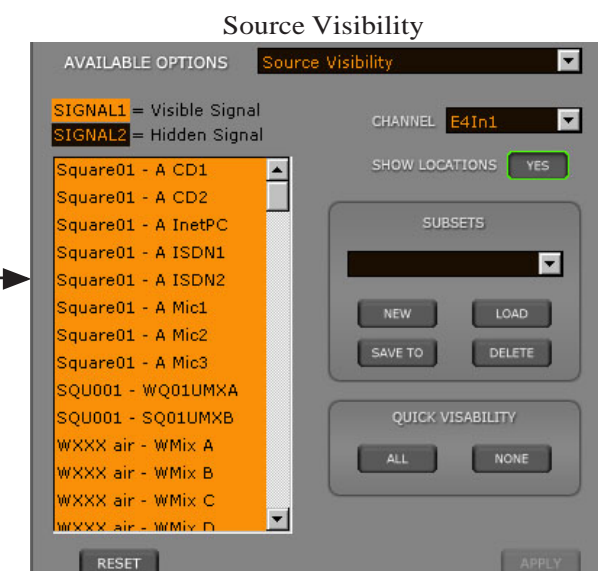 Source Visibility
AVAILABLE OPTIONS Source Visibility
SIGNAL1 = Visible Signal
SIGNAL2 = Hidden Signal
CHANNEL E4In1
SHOW LOCATIONS YES
Square01 - A CD1
Square01 - A CD2
Square01 - A InetPC
Square01 - A ISDN1
Square01 - A ISDN2
Square01 - A Mic1
Square01 - A Mic2
Square01 - A Mic3
SQU001 - WQ01UMXA
SQU001 - SQ01UMXB
WXXX air - WMix A
WXXX air - WMix B
WXXX air - WMix C
WXXX air - WMix D
SUBSETS
NEW LOAD
SAVE TO DELETE
QUICK VISABILITY
ALL NONE
RESET APPLY